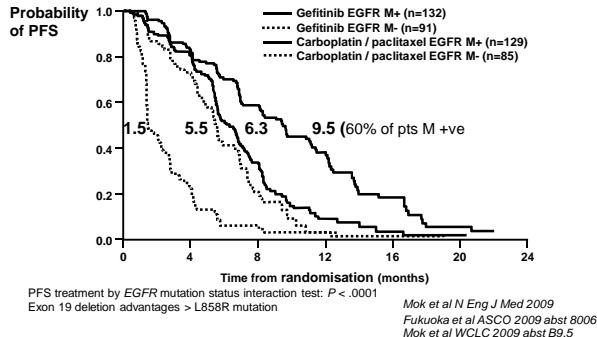 Probability
of PFS
Gefitinib EGFR M+ (n=132)
Gefitinib EGFR M- (n=91)
Carboplatin / paclitaxel EGFR M+ (n=129)
Carboplatin / paclitaxel EGFR M- (n=85)
1.0
0.8
0.6
0.4
0.2
0.0
1.5 5.5 6.3 9.5 (60% of pts M +ve
0 4 8 12 16 20 24
Time from randomisation (months)
PFS treatment by EGFR mutation status interaction test: P < .0001
Exon 19 deletion advantages > L858R mutation
Mok et al N Eng J Med 2009
Fukuoka et al ASCO 2009 abst 8006
Mok et al WCLC 2009 abst B9.5